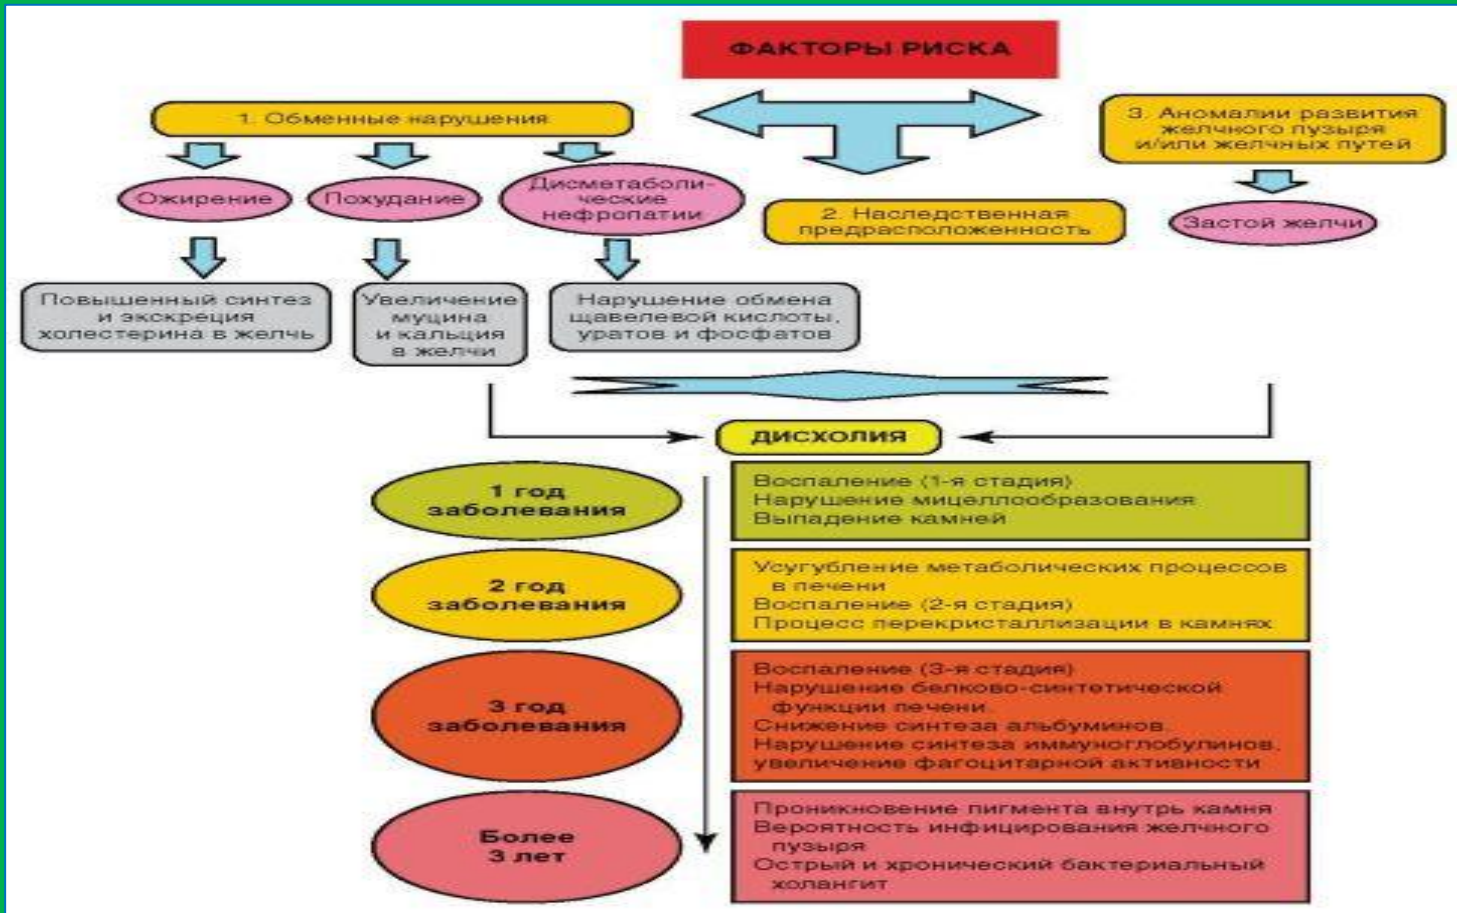 ФАКТОРЫ РИСКА
1. Обменные нарушения
3. Аномалии развития
желчного пузыря
и/или желчных путей
Ожирение
Похудание
Дисметаболи-
ческие
нефропатии
2. Наследственная
предрасположенность
Застой желчи
Повышенный синтез
и экскреция
холестерина в желчь
Увеличение
муцина
и кальция
в желчи
Нарушение обмена
щавелевой кислоты,
уратов и фосфатов
ДИСХОЛИЯ
1 год
заболевания
Воспаление (1-я стадия)
Нарушение мицеллообразования
Выпадение камней
2 год
заболевания
Усугубление метаболических процессов
в печени
Воспаление (2-я стадия)
Процесс перекристаллизации в камнях
3 год
заболевания
Воспаление (3-я стадия)
Нарушение белково-синтетической
функции печени.
Снижение синтеза альбуминов.
Нарушение синтеза иммуноглобулинов,
увеличение фагоцитарной активности
Более
3 лет
Проникновение пигмента внутрь камня
Вероятность инфицирования желчного
пузыря
Острый и хронический бактериальный
холангит